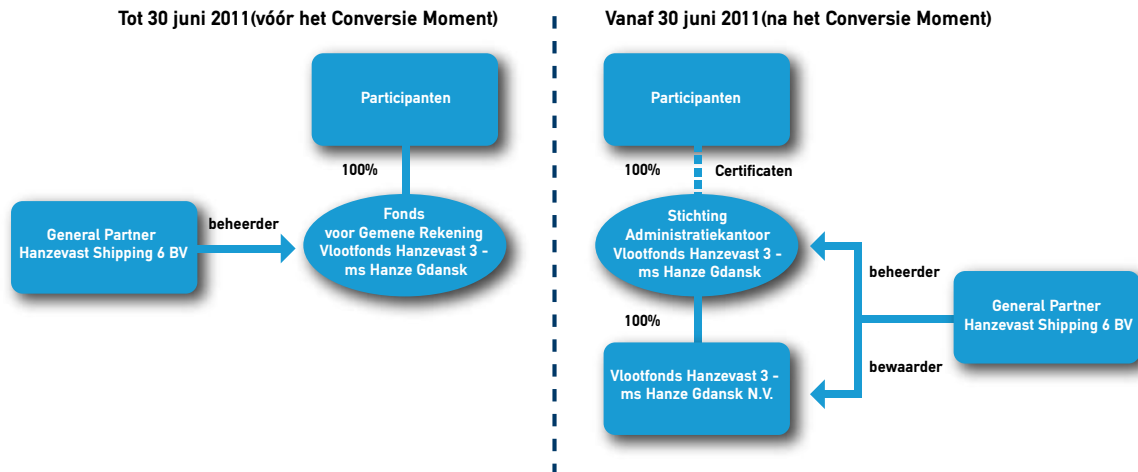 Tot 30 juni 2011(vóór het Conversie Moment)
Participanten
100%
General Partner
Hanzevast Shipping 6 BV
beheerder
Fonds
voor Gemene Rekening
Vlootfonds Hanzevast 3 -
ms Hanze Gdansk
Vanaf 30 juni 2011(na het Conversie Moment)
Participanten
100%
Certificaten
Stichting
Administratiekantoor
Vlootfonds Hanzevast 3 -
ms Hanze Gdansk
beheerder
General Partner
Hanzevast Shipping 6 BV
100%
bewaarder
Vlootfonds Hanzevast 3 -
ms Hanze Gdansk N.V.